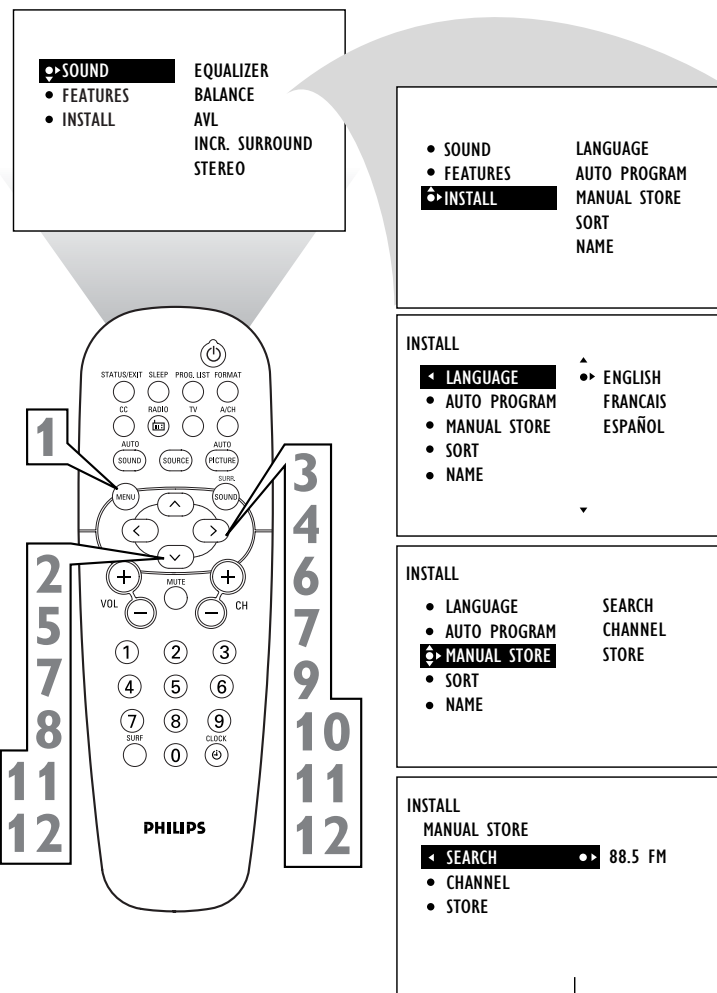 SOUND EQUALIZER
FEATURES BALANCE
INSTALL AVL
INCR. SURROUND
STEREO
SOUND LANGUAGE
FEATURES AUTO PROGRAM
INSTALL MANUAL STORE
SORT
NAME
INSTALL
LANGUAGE ENGLISH
AUTO PROGRAM FRANCAIS
MANUAL STORE ESPAÑOL
SORT
NAME
INSTALL
LANGUAGE SEARCH
AUTO PROGRAM CHANNEL
MANUAL STORE STORE
SORT
NAME
INSTALL
MANUAL STORE
SEARCH 88.5 FM
CHANNEL
STORE
STATUS/EXIT SLEEP PROG. LIST FORMAT
CC RADIO TV A/CH
AUTO AUTO
SOUND SOURCE PICTURE
SURR.
MENU SOUND
MUTE
VOL CH
1 2 3
4 5 6
7 8 9
SURF CLOCK
0
PHILIPS
1
2
5
7
8
11
12
3
4
6
7
9
10
11
12